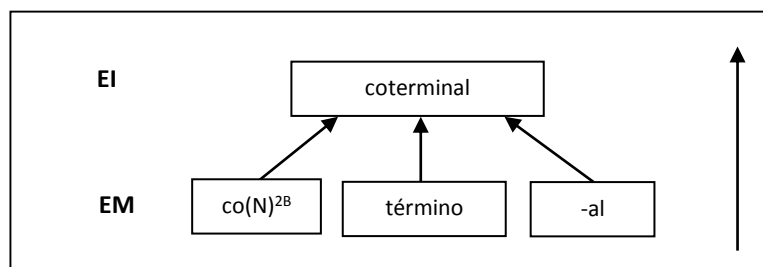 EI
coterminal
EM
co(N)²ᴮ
término
-al